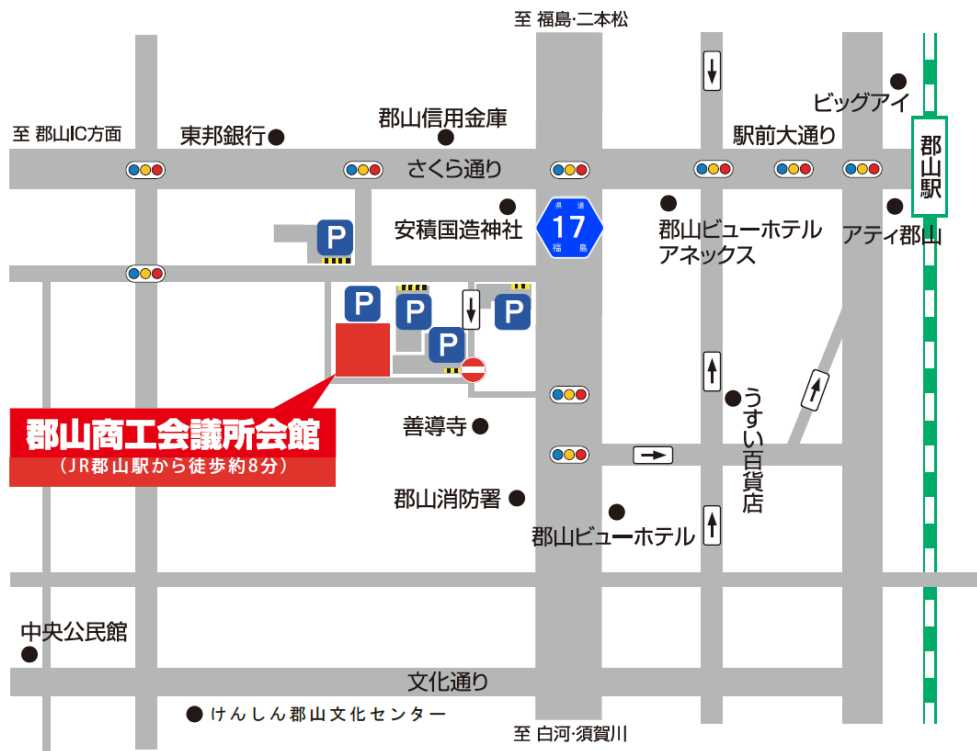 至 福島・二本松
ビッグアイ
郡山信用金庫
至 郡山IC方面
東邦銀行
駅前大通り
さくら通り
郡山駅
安積国造神社
県道
17
福島
郡山ビューホテル
アネックス
アティ郡山
P
P
P
P
P
郡山商工会議所会館
(JR郡山駅から徒歩約8分)
善導寺
うすい百貨店
郡山消防署
郡山ビューホテル
中央公民館
文化通り
けんしん郡山文化センター
至 白河・須賀川